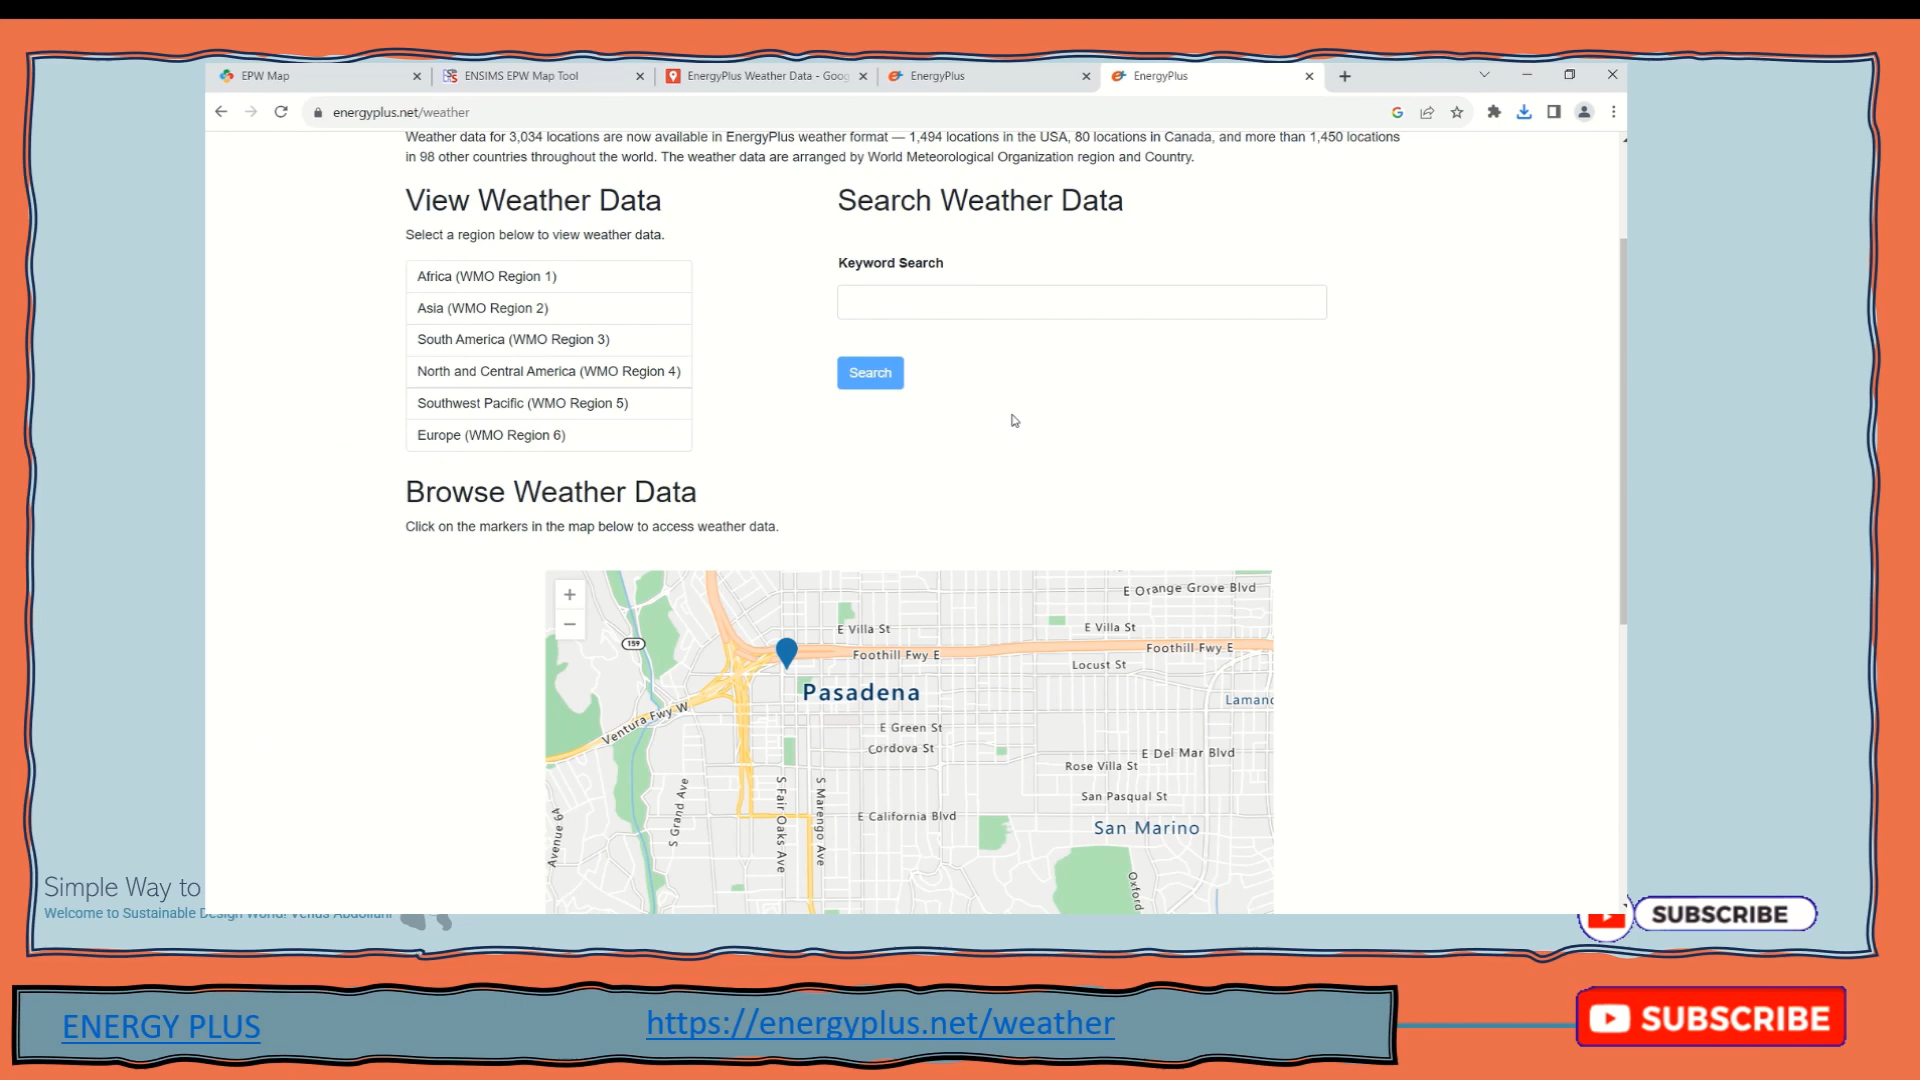 EPW Map
ENSIMS EPW Map Tool
EnergyPlus Weather Data - Goog
EnergyPlus
EnergyPlus
energyplus.net/weather
Weather data for 3,034 locations are now available in EnergyPlus weather format — 1,494 locations in the USA, 80 locations in Canada, and more than 1,450 locations
in 98 other countries throughout the world. The weather data are arranged by World Meteorological Organization region and Country.
View Weather Data
Select a region below to view weather data.
Africa (WMO Region 1)
Asia (WMO Region 2)
South America (WMO Region 3)
North and Central America (WMO Region 4)
Southwest Pacific (WMO Region 5)
Europe (WMO Region 6)
Search Weather Data
Keyword Search
Search
Browse Weather Data
Click on the markers in the map below to access weather data.
+
−
159
E Orange Grove Blvd
E Villa St
E Villa St
Foothill Fwy E
Foothill Fwy E
Locust St
Pasadena
Lamand
Ventura Fwy W
E Green St
Cordova St
E Del Mar Blvd
Rose Villa St
San Pasqual St
S Grand Ave
S Fair Oaks Ave
S Marengo Ave
E California Blvd
San Marino
Avenue 64
Oxford
Simple Way to
Welcome to Sustainable Design World! Venus Abdollahi
SUBSCRIBE
ENERGY PLUS
https://energyplus.net/weather
SUBSCRIBE